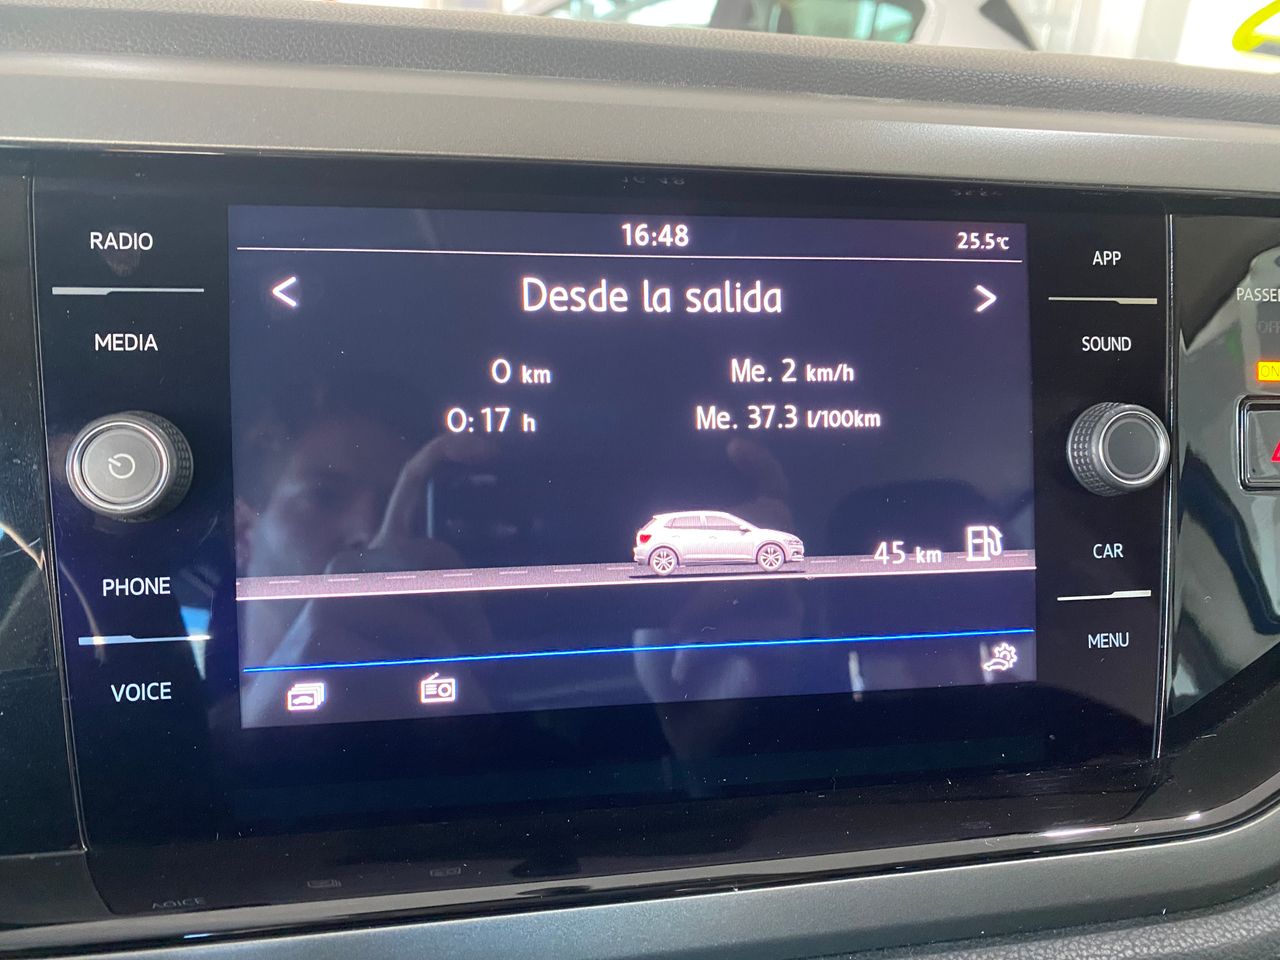 RADIO
MEDIA
PHONE
VOICE
16:48
25.5°C
< Desde la salida >
0 km
Me. 2 km/h
0:17 h
Me. 37.3 l/100km
45 km
APP
SOUND
CAR
MENU
ON